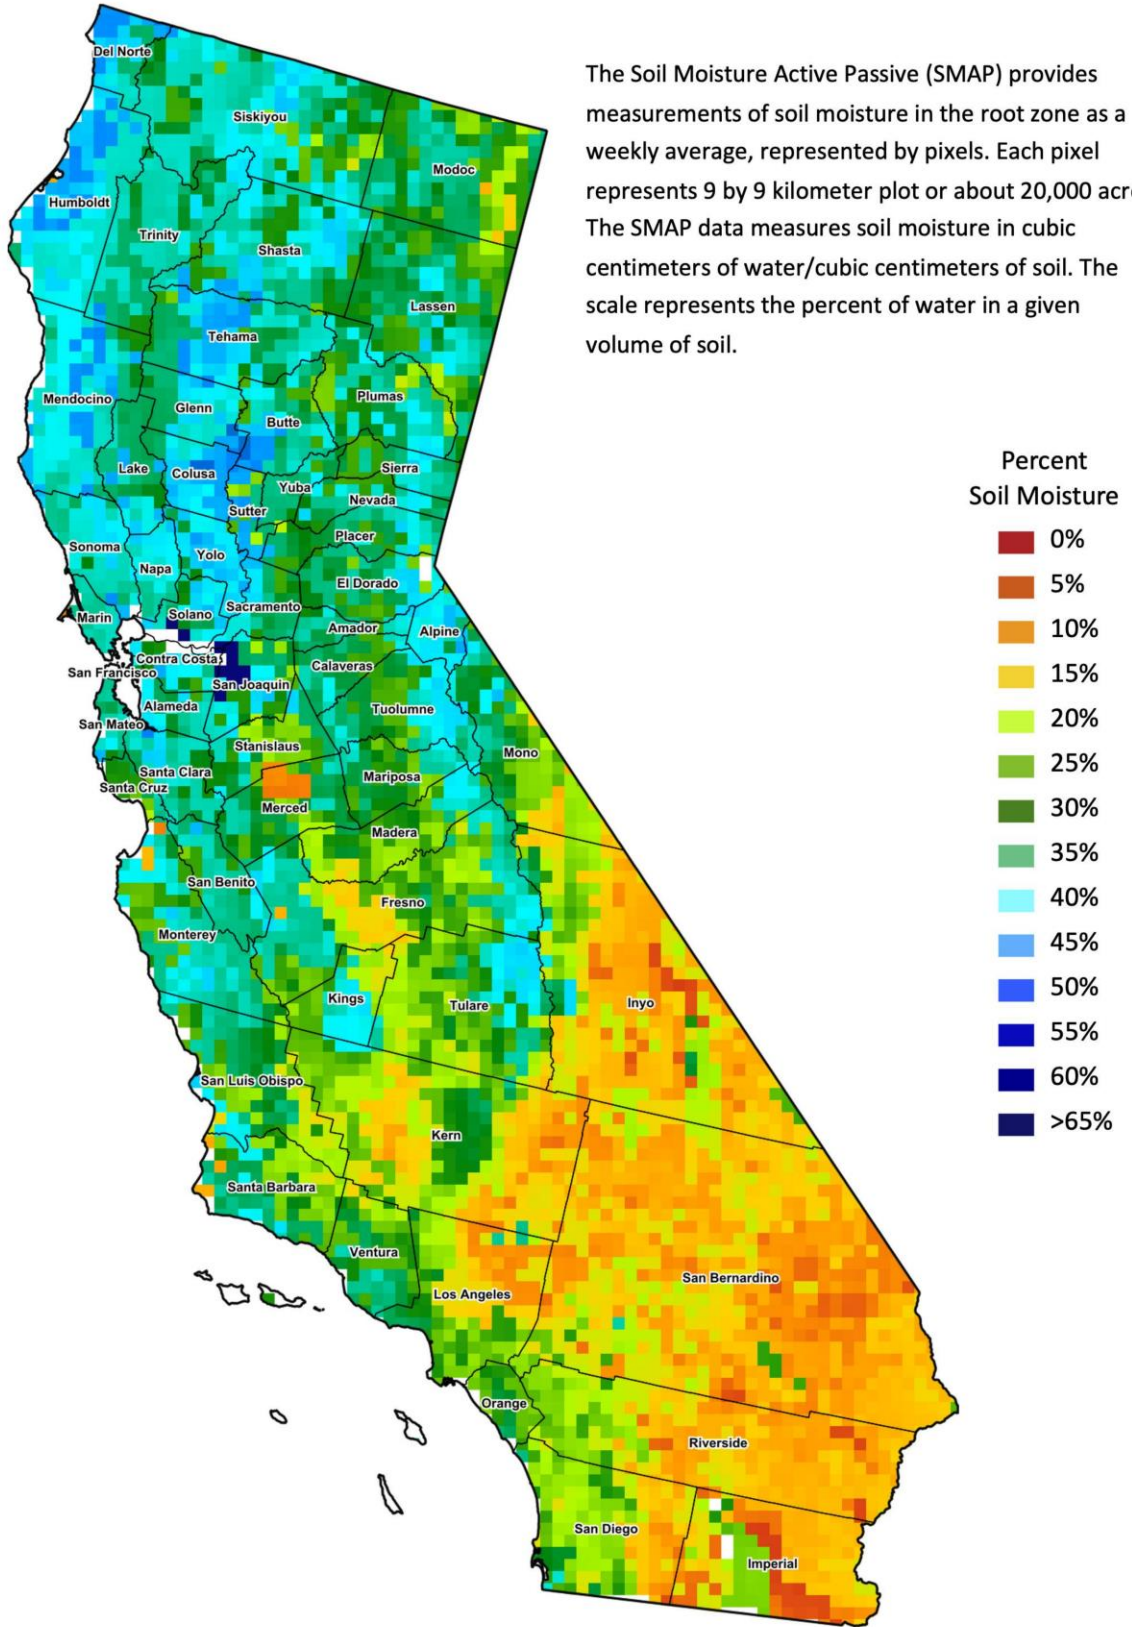 The Soil Moisture Active Passive (SMAP) provides
measurements of soil moisture in the root zone as a
weekly average, represented by pixels. Each pixel
represents 9 by 9 kilometer plot or about 20,000 acr
The SMAP data measures soil moisture in cubic
centimeters of water/cubic centimeters of soil. The
scale represents the percent of water in a given
volume of soil.
Percent
Soil Moisture
0%
5%
10%
15%
20%
25%
30%
35%
40%
45%
50%
55%
60%
>65%
Del Norte
Siskiyou
Modoc
Humboldt
Trinity
Shasta
Lassen
Tehama
Mendocino
Glenn
Plumas
Butte
Lake
Colusa
Sierra
Yuba
Nevada
Sutter
Placer
Sonoma
Yolo
Napa
El Dorado
Marin
Solano
Sacramento
Amador
Alpine
Contra Costa
San Francisco
San Joaquin
Calaveras
Alameda
Tuolumne
San Mateo
Stanislaus
Mono
Santa Clara
Mariposa
Santa Cruz
Merced
Madera
San Benito
Fresno
Monterey
Kings
Tulare
Inyo
San Luis Obispo
Kern
Santa Barbara
Ventura
San Bernardino
Los Angeles
Orange
Riverside
San Diego
Imperial